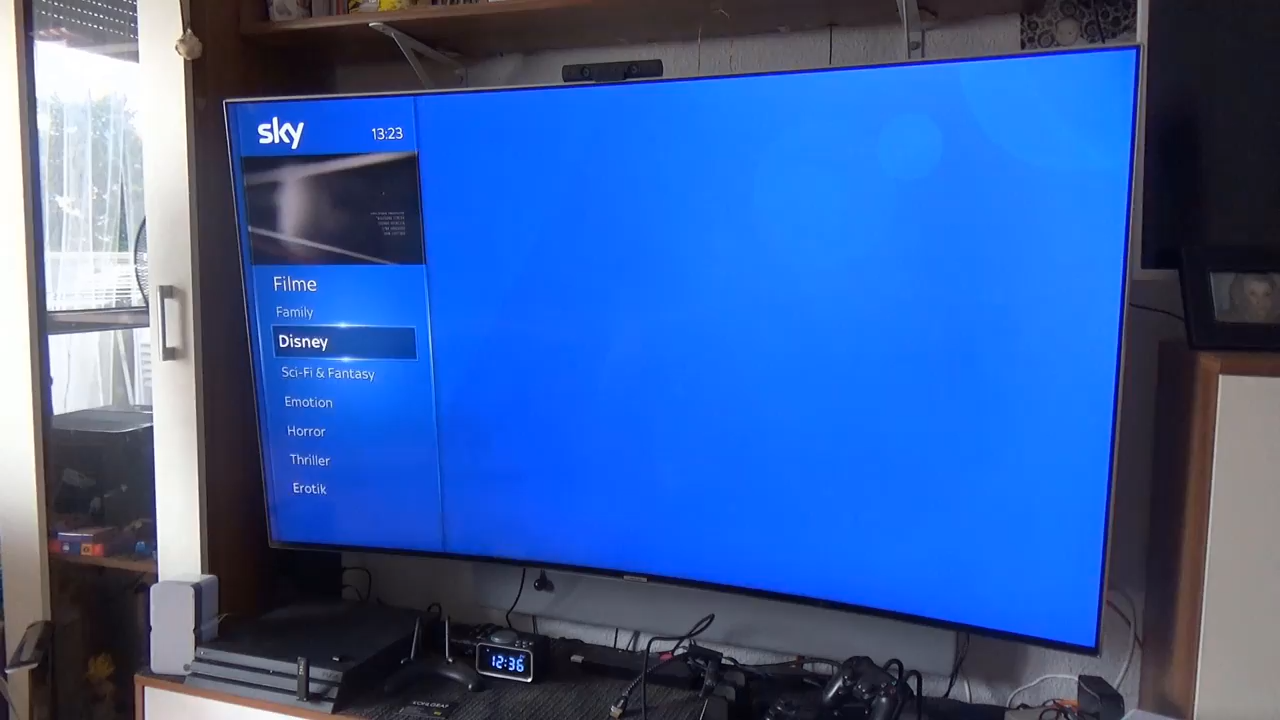 sky
13:23
Filme
Family
Disney
Sci-Fi & Fantasy
Emotion
Horror
Thriller
Erotik
12:36